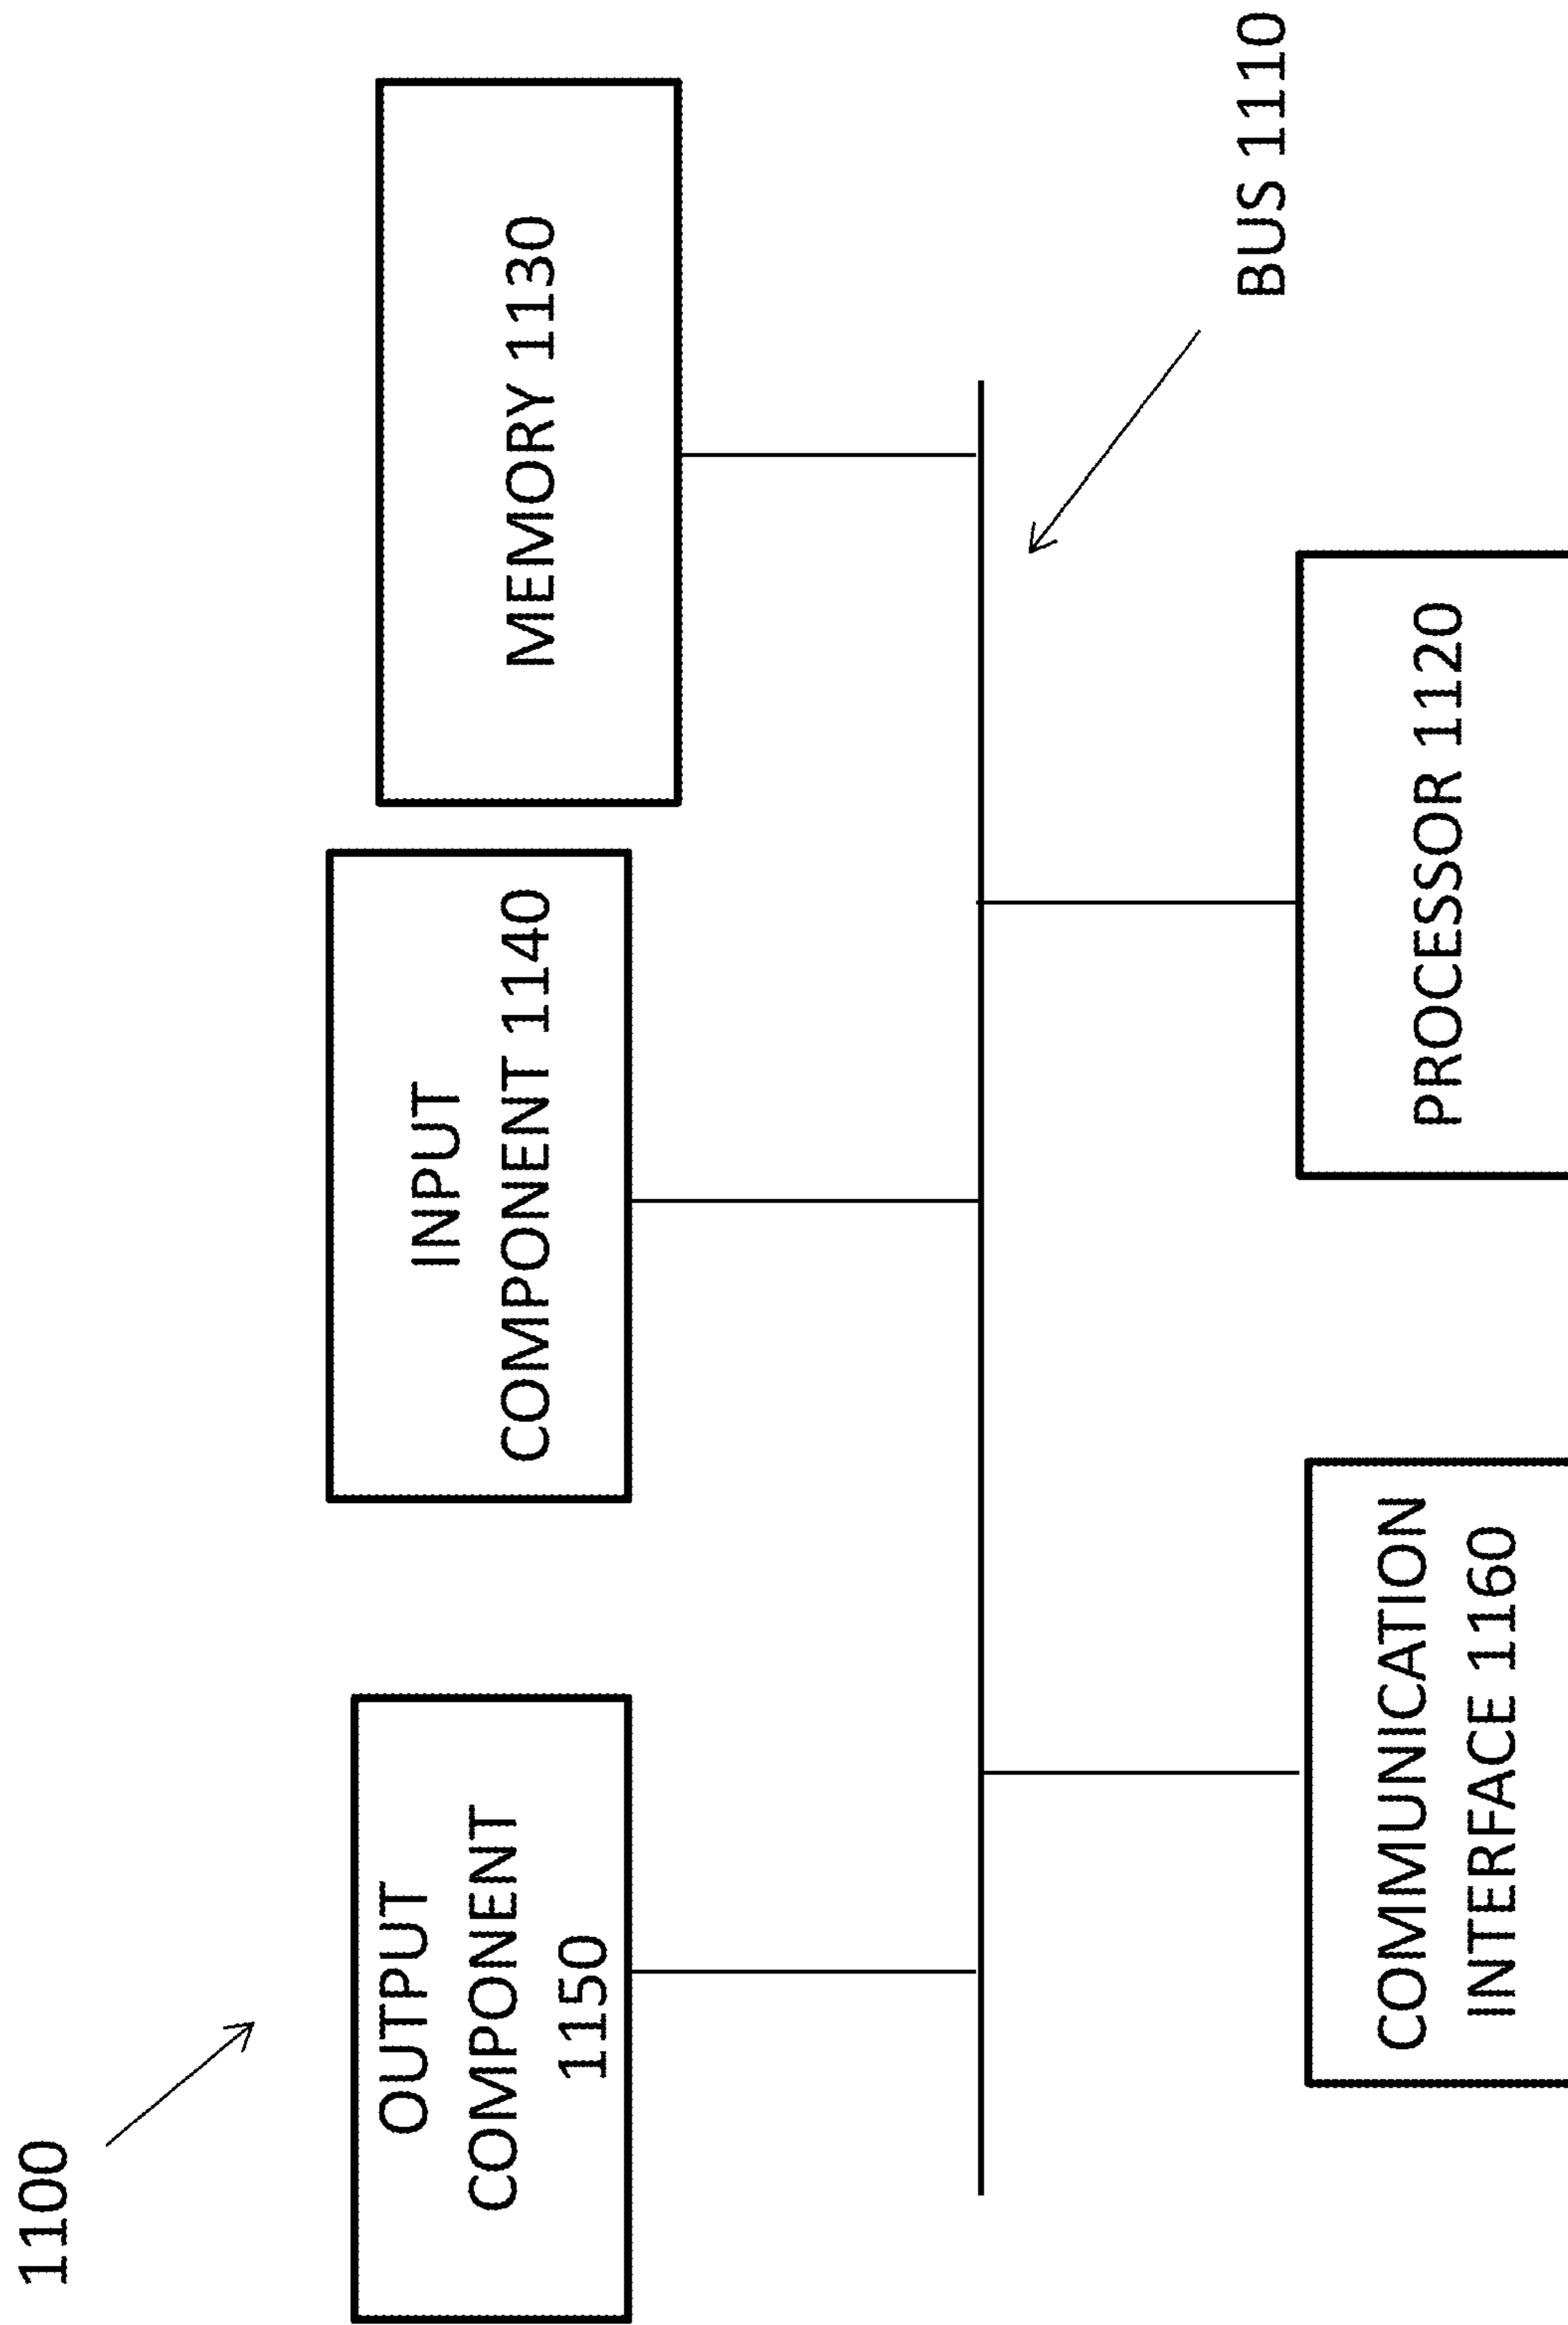 1100
OUTPUT
COMPONENT
1150
INPUT
COMPONENT 1140
MEMORY 1130
BUS 1110
COMMUNICATION
INTERFACE 1160
PROCESSOR 1120